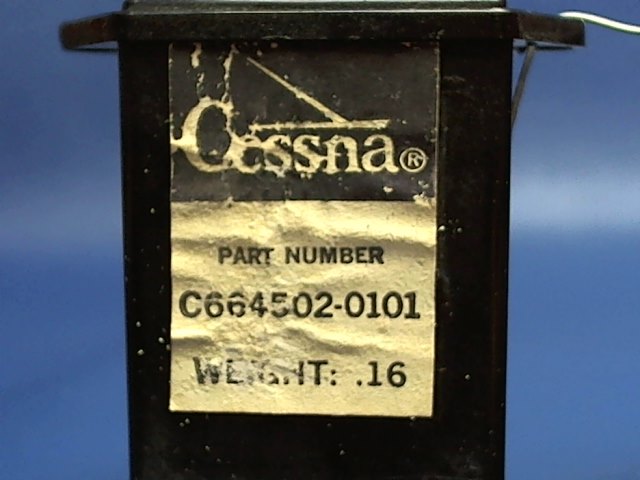 Cessna®
PART NUMBER
C664502-0101
WEIGHT: .16